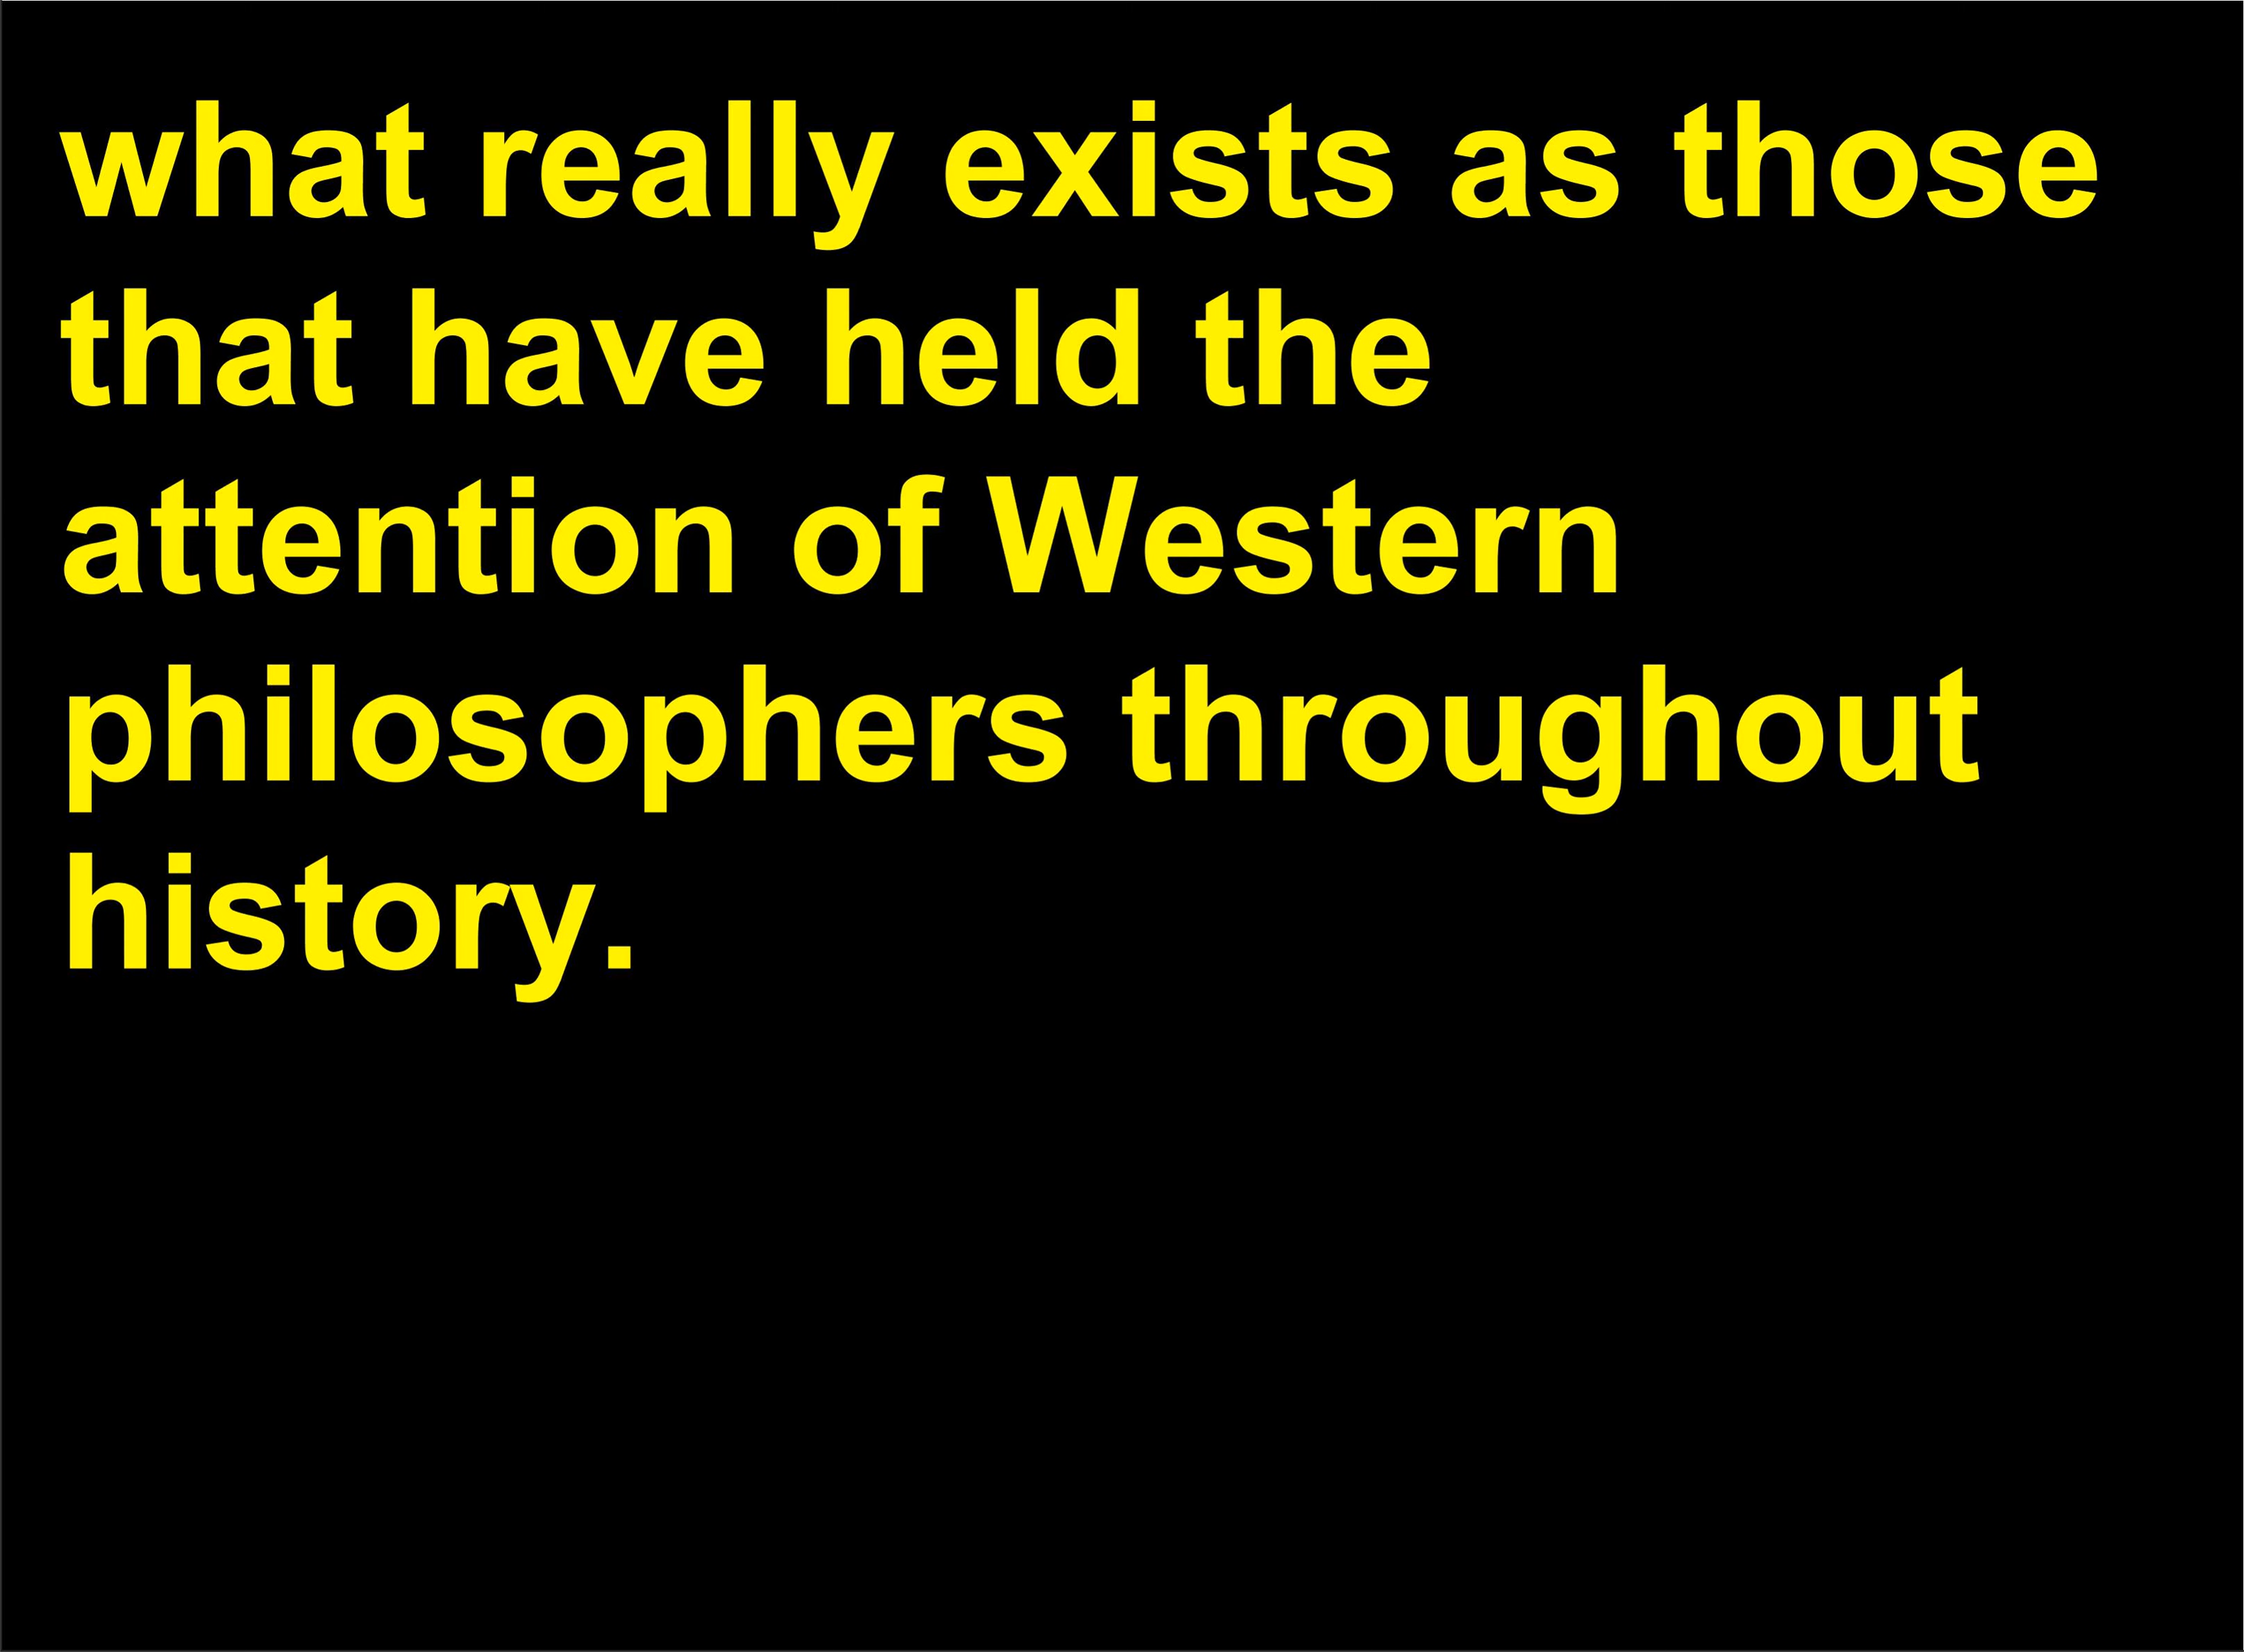 what really exists as those
that have held the
attention of Western
philosophers throughout
history.